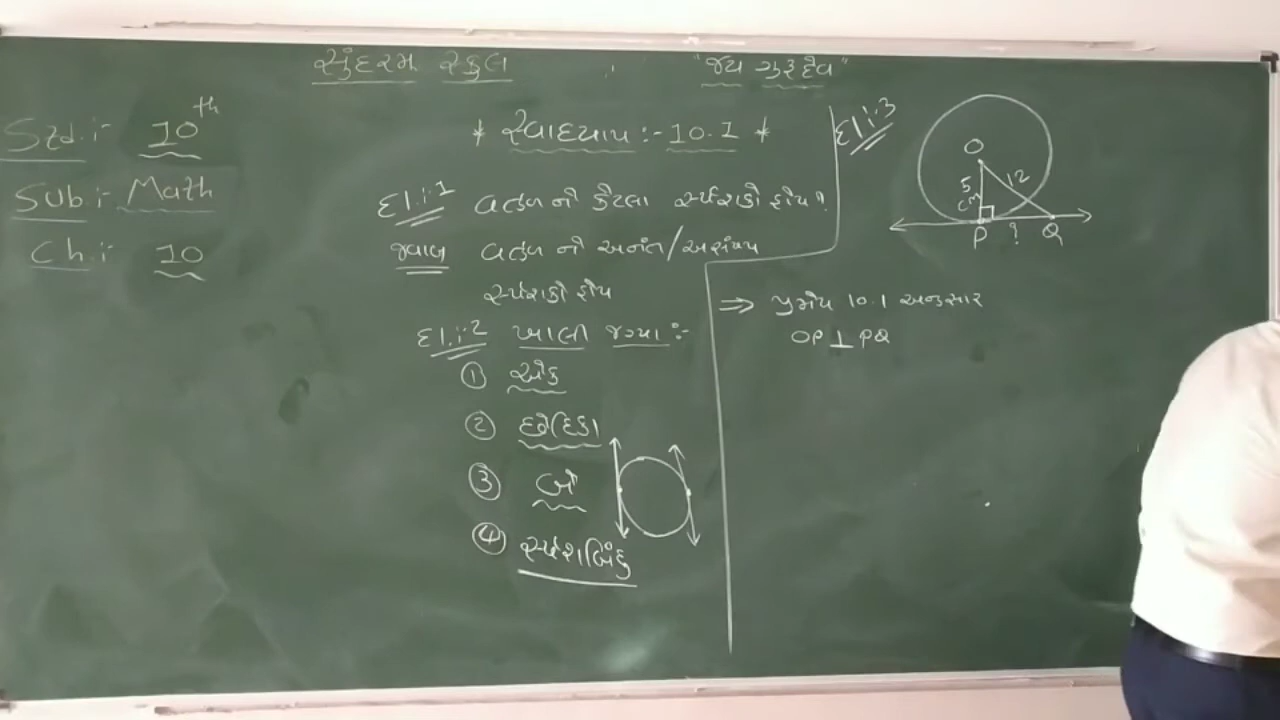 સુંદરમ સ્કુલ
"જય ગુરૂદેવ"
Std.:- 10th
Sub:- Math
Ch.:- 10
* સ્વાધ્યાય :- 10.1 *
દા.:1 વર્તુળ ને કેટલા સ્પર્શકો હોય?
જવાબ વર્તુળ ને અનંત/અસંખ્ય
સ્પર્શકો હોય
દા.:2 ખાલી જગ્યા :-
① એક
② છેદિકા
③ બે
④ સ્પર્શબિંદુ
દા.:3
O
5 cm
12
P ? Q
⇒ પ્રમેય 10.1 અનુસાર
OP ⊥ PQ